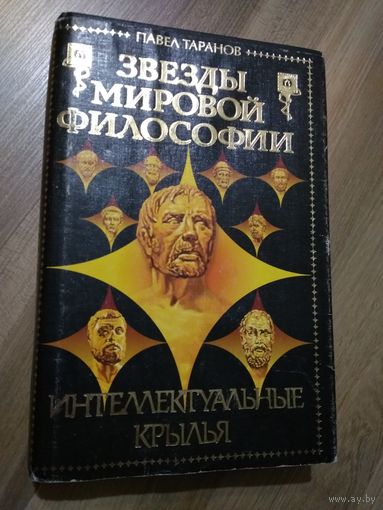 ПАВЕЛ ТАРАНОВ
ЗВЕЗДЫ
МИРОВОЙ
ФИЛОСОФИИ
ИНТЕЛЛЕКТУАЛЬНЫЕ
КРЫЛЬЯ
www.ay.by